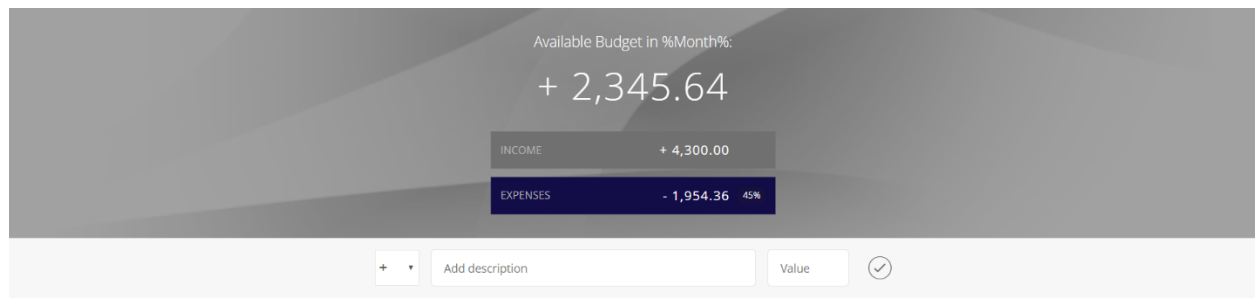 Available Budget in %Month%:
+ 2,345.64
INCOME + 4,300.00
EXPENSES - 1,954.36 45%
+ Add description Value